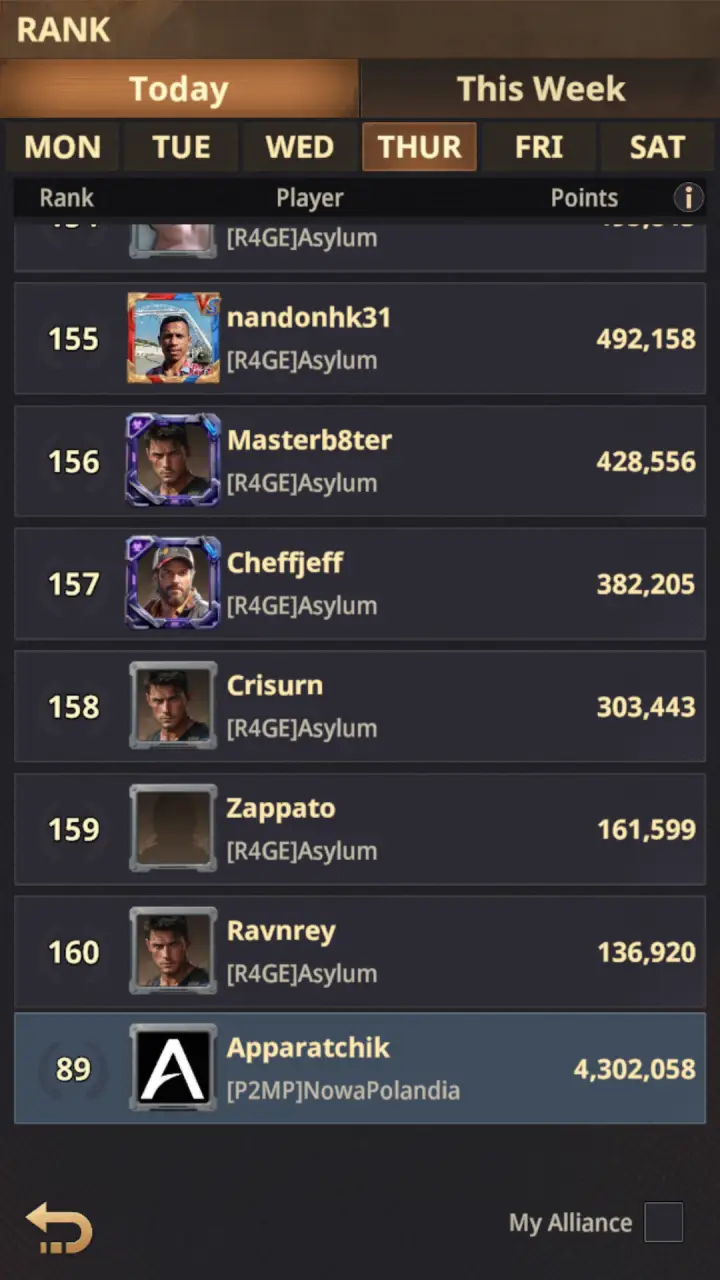 RANK
Today This Week
MON TUE WED THUR FRI SAT
Rank Player Points
[R4GE]Asylum
155 nandonhk31 492,158
[R4GE]Asylum
156 Masterb8ter 428,556
[R4GE]Asylum
157 Cheffjeff 382,205
[R4GE]Asylum
158 Crisurn 303,443
[R4GE]Asylum
159 Zappato 161,599
[R4GE]Asylum
160 Ravnrey 136,920
[R4GE]Asylum
89 Apparatchik 4,302,058
[P2MP]NowaPolandia
My Alliance